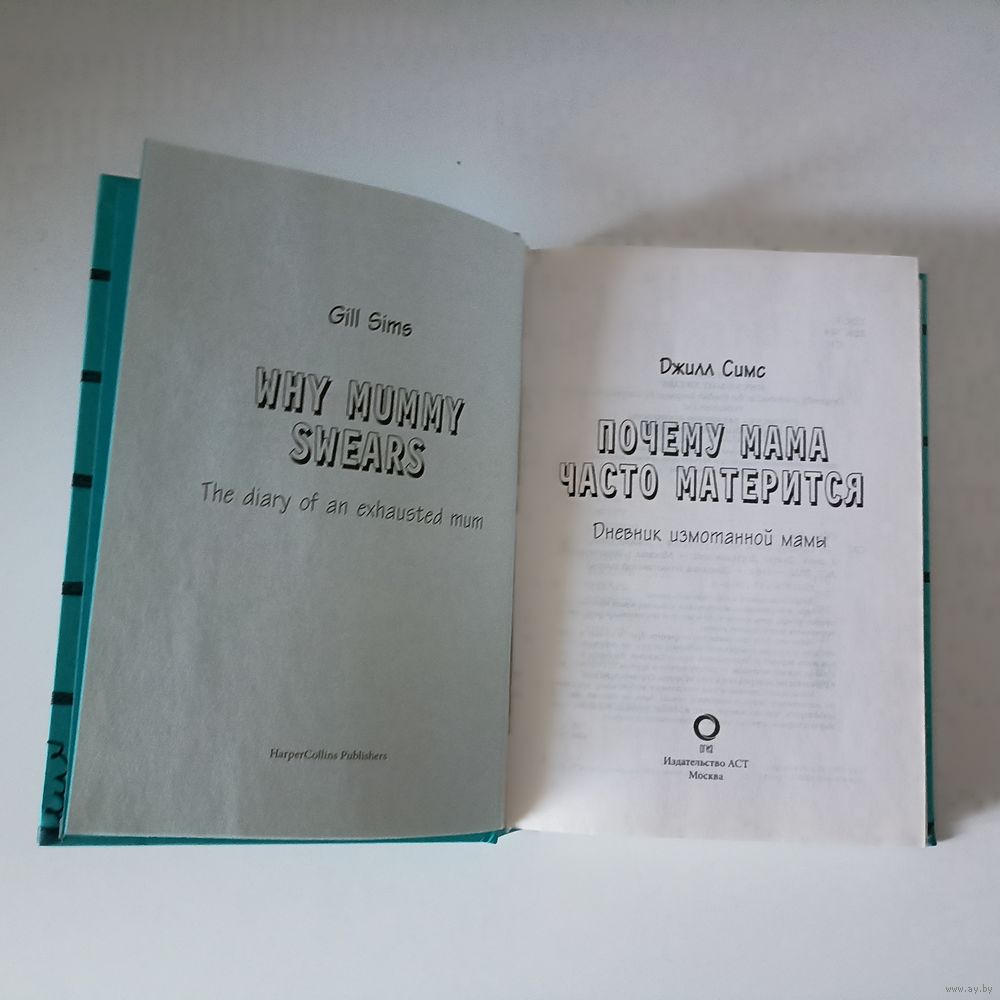 Gill Sims
WHY MUMMY
SWEARS
The diary of an exhausted mum
HarperCollins Publishers
Джилл Симс
ПОЧЕМУ МАМА
ЧАСТО МАТЕРИТСЯ
Дневник измотанной мамы
Издательство АСТ
Москва
www.ay.by